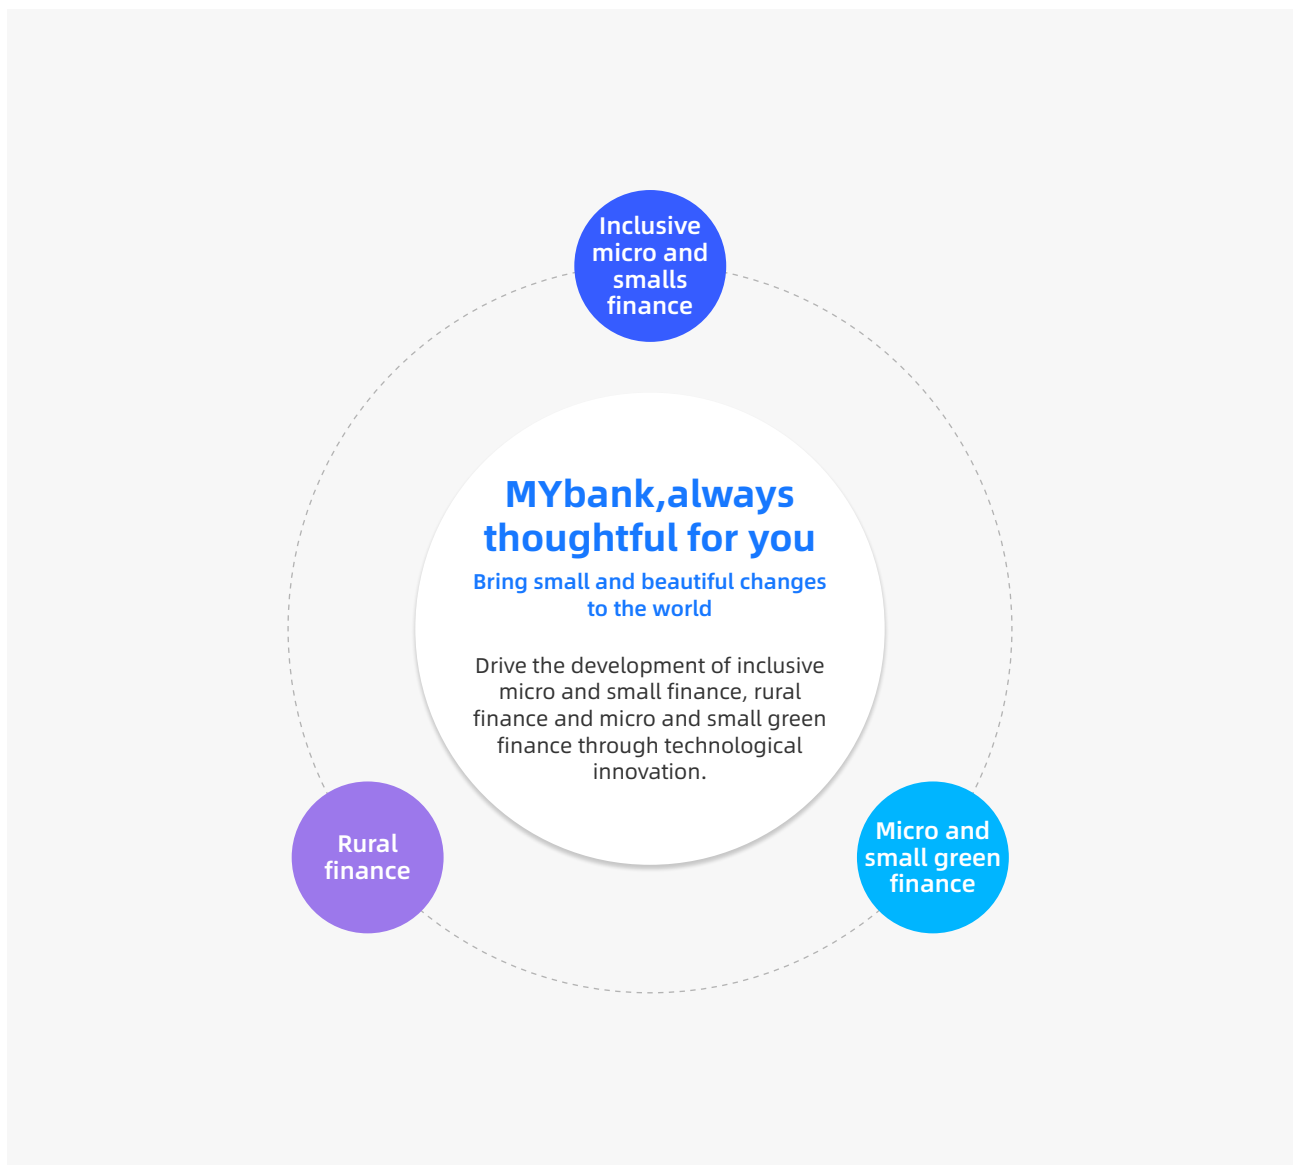 Inclusive
micro and
smalls
finance
MYbank,always
thoughtful for you
Bring small and beautiful changes
to the world
Drive the development of inclusive
micro and small finance, rural
finance and micro and small green
finance through technological
innovation.
Rural
finance
Micro and
small green
finance